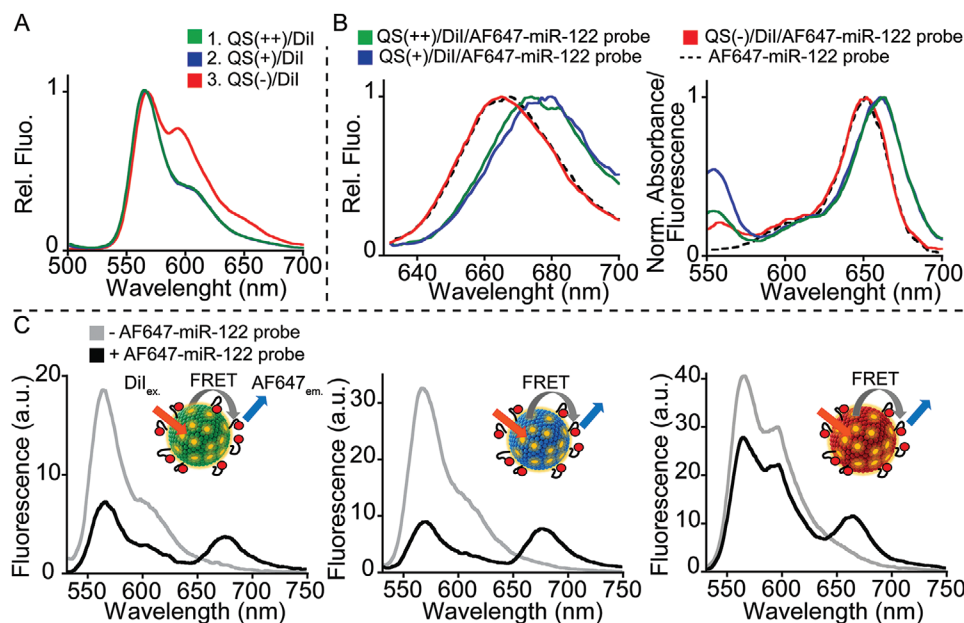 A
1. QS(++)/DiI
2. QS(+)/DiI
3. QS(-)/DiI
Rel. Fluo.
1
0
500 550 600 650 700
Wavelenght (nm)
B
QS(++)/DiI/AF647-miR-122 probe
QS(-)/DiI/AF647-miR-122 probe
QS(+)/DiI/AF647-miR-122 probe
AF647-miR-122 probe
Rel. Fluo.
1
0
640 660 680 700
Wavelenght (nm)
Norm. Absorbance/
Fluorescence
1
0
550 600 650 700
Wavelenght (nm)
C
- AF647-miR-122 probe
+ AF647-miR-122 probe
Fluorescence (a.u.)
20
10
0
DiI ex.
FRET
AF647 em.
550 600 650 700 750
Wavelength (nm)
Fluorescence (a.u.)
30
20
10
0
FRET
550 600 650 700 750
Wavelength (nm)
Fluorescence (a.u.)
40
30
20
40
0
FRET
550 600 650 700 750
Wavelength (nm)